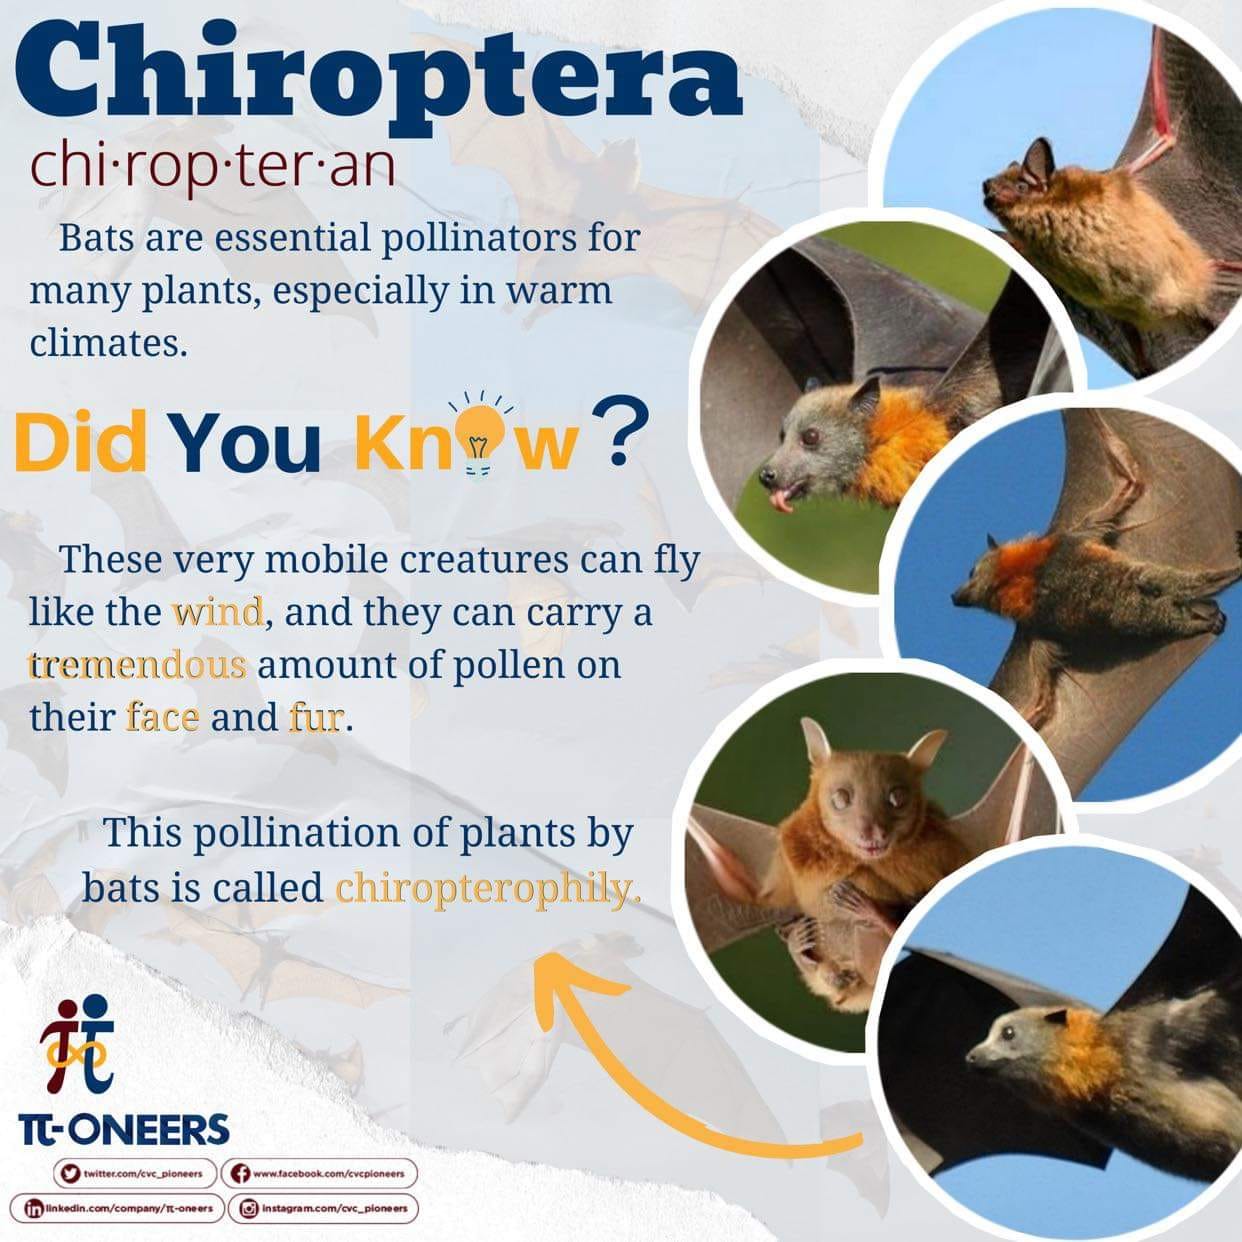 Chiroptera
chi·rop·ter·an
Bats are essential pollinators for
many plants, especially in warm
climates.
Did You Know?
These very mobile creatures can fly
like the wind, and they can carry a
tremendous amount of pollen on
their face and fur.
This pollination of plants by
bats is called chiropterophily.
π-ONEERS
twitter.com/cvc_pioneers
www.facebook.com/cvcpioneers
linkedin.com/company/π-oneers
instagram.com/cvc_pioneers